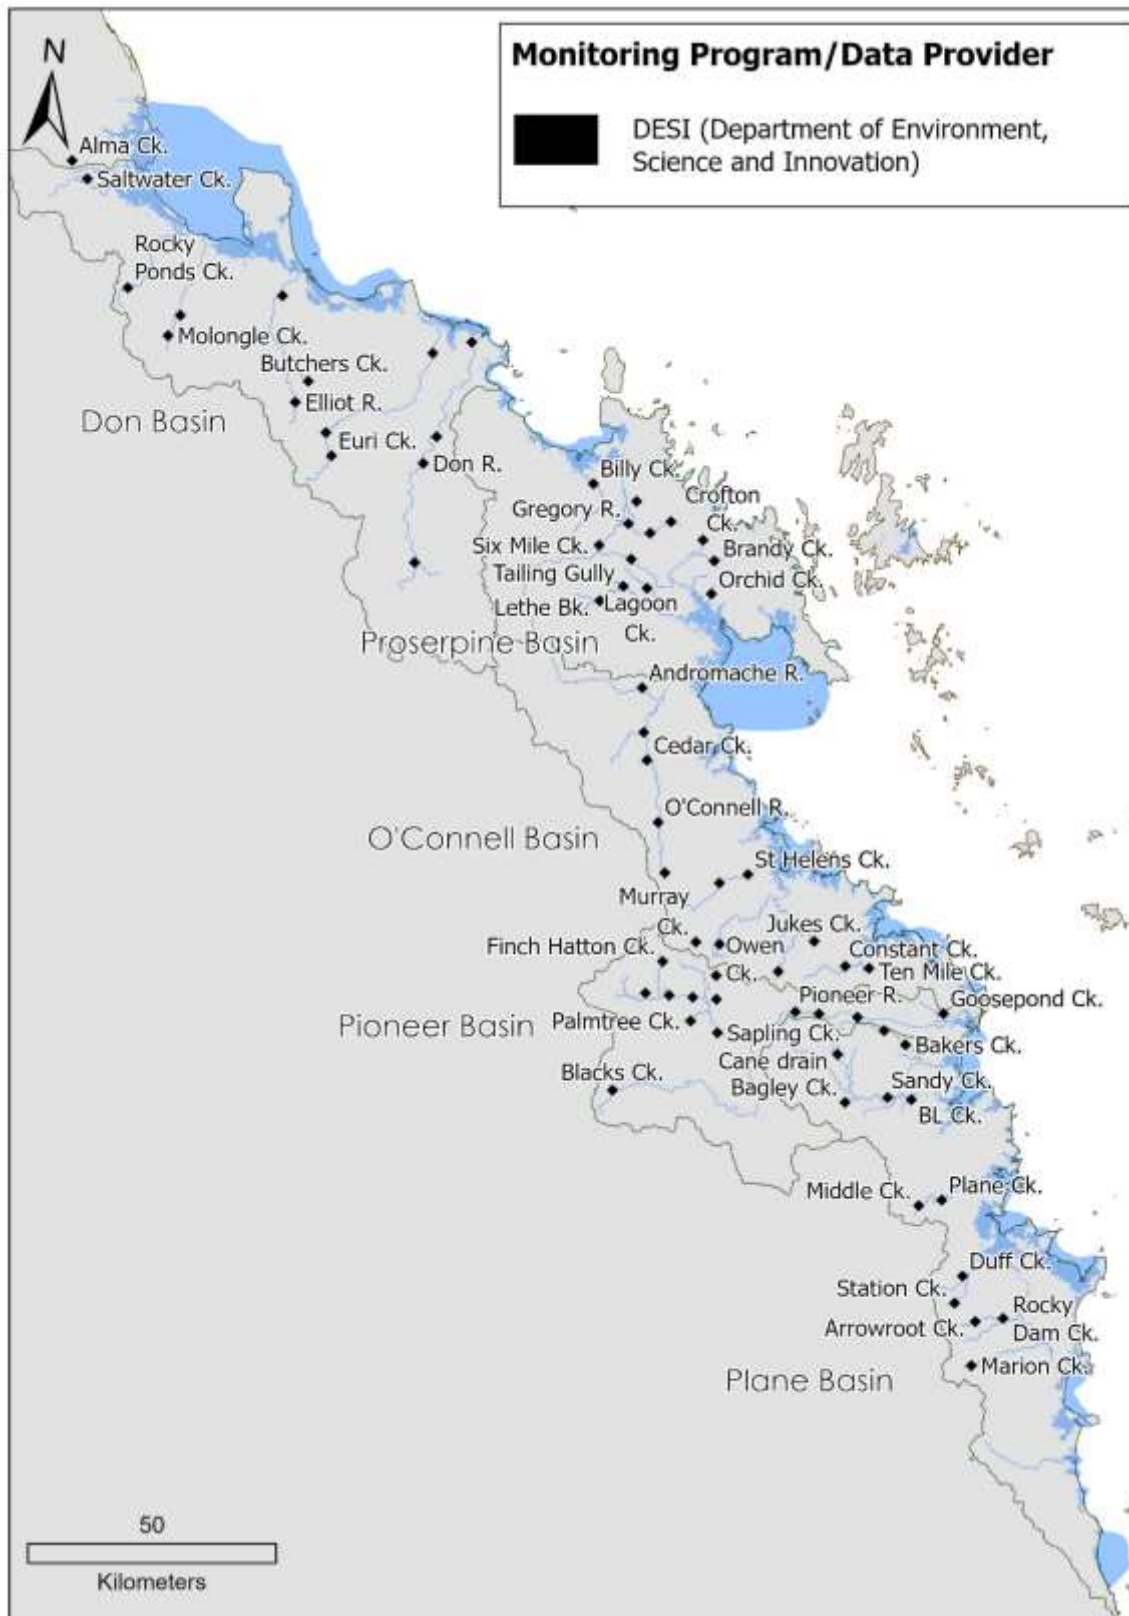 Monitoring Program/Data Provider
DESI (Department of Environment,
Science and Innovation)
N
Alma Ck.
Saltwater Ck.
Rocky
Ponds Ck.
Molongle Ck.
Butchers Ck.
Elliot R.
Don Basin
Euri Ck.
Don R.
Billy Ck.
Crofton
Ck.
Gregory R.
Six Mile Ck.
Brandy Ck.
Tailing Gully
Orchid Ck.
Lethe Bk.
Lagoon
Ck.
Proserpine Basin
Andromache R.
Cedar Ck.
O'Connell R.
O'Connell Basin
St Helens Ck.
Murray
Ck.
Jukes Ck.
Finch Hatton Ck.
Owen
Ck.
Constant Ck.
Ten Mile Ck.
Pioneer R.
Goosepond Ck.
Pioneer Basin
Palmtree Ck.
Sapling Ck.
Bakers Ck.
Cane drain
Blacks Ck.
Bagley Ck.
Sandy Ck.
BL Ck.
Middle Ck.
Plane Ck.
Duff Ck.
Station Ck.
Rocky
Dam Ck.
Arrowroot Ck.
Marion Ck.
Plane Basin
50
Kilometers